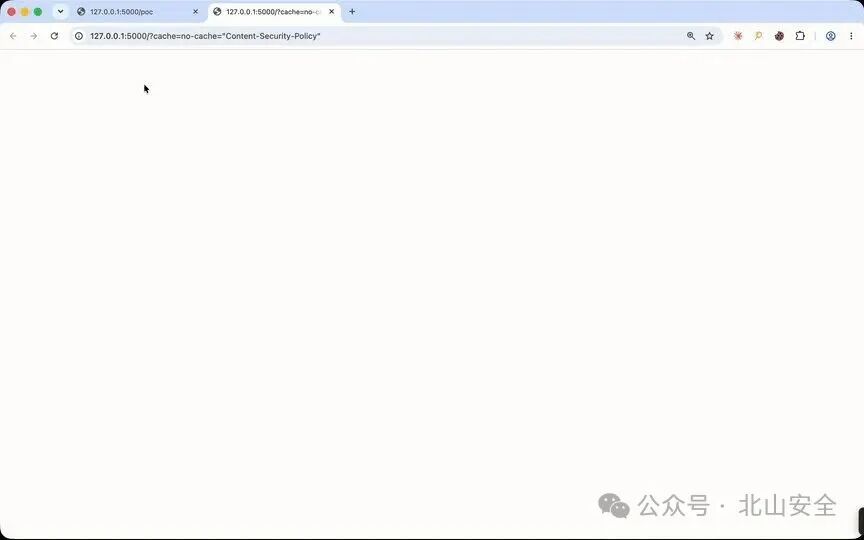 127.0.0.1:5000/poc
127.0.0.1:5000/?cache=no-c
127.0.0.1:5000/?cache=no-cache="Content-Security-Policy"
公众号 · 北山安全